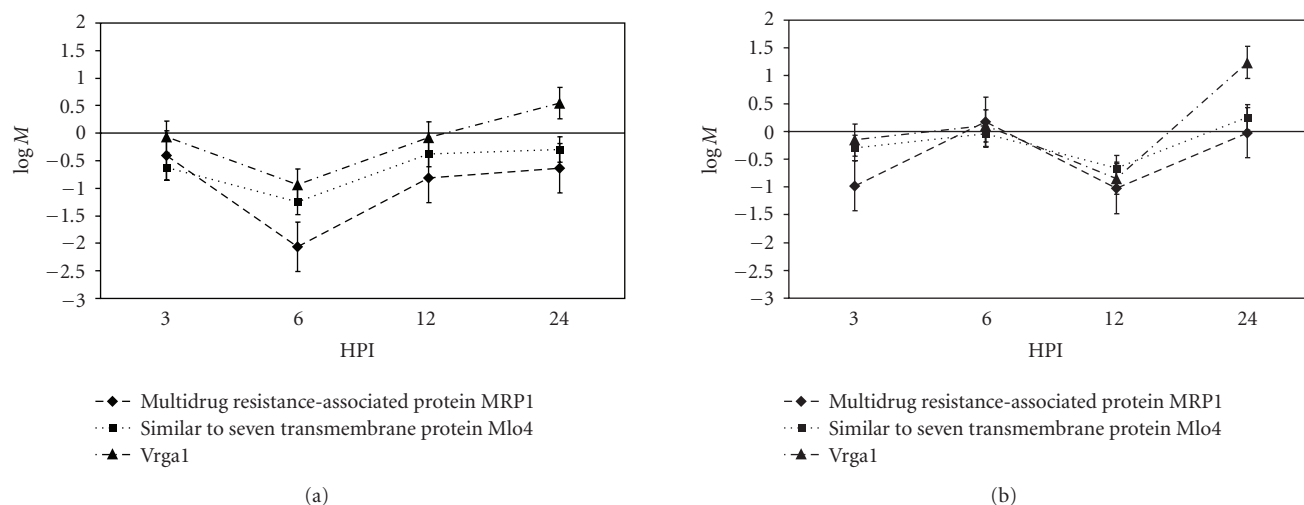 2
1.5
1
0.5
0
−0.5
−1
−1.5
−2
−2.5
−3
log M
3 6 12 24
HPI
Multidrug resistance-associated protein MRP1
Similar to seven transmembrane protein Mlo4
Vrga1
(a)
2
1.5
1
0.5
0
−0.5
−1
−1.5
−2
−2.5
−3
log M
3 6 12 24
HPI
Multidrug resistance-associated protein MRP1
Similar to seven transmembrane protein Mlo4
Vrga1
(b)